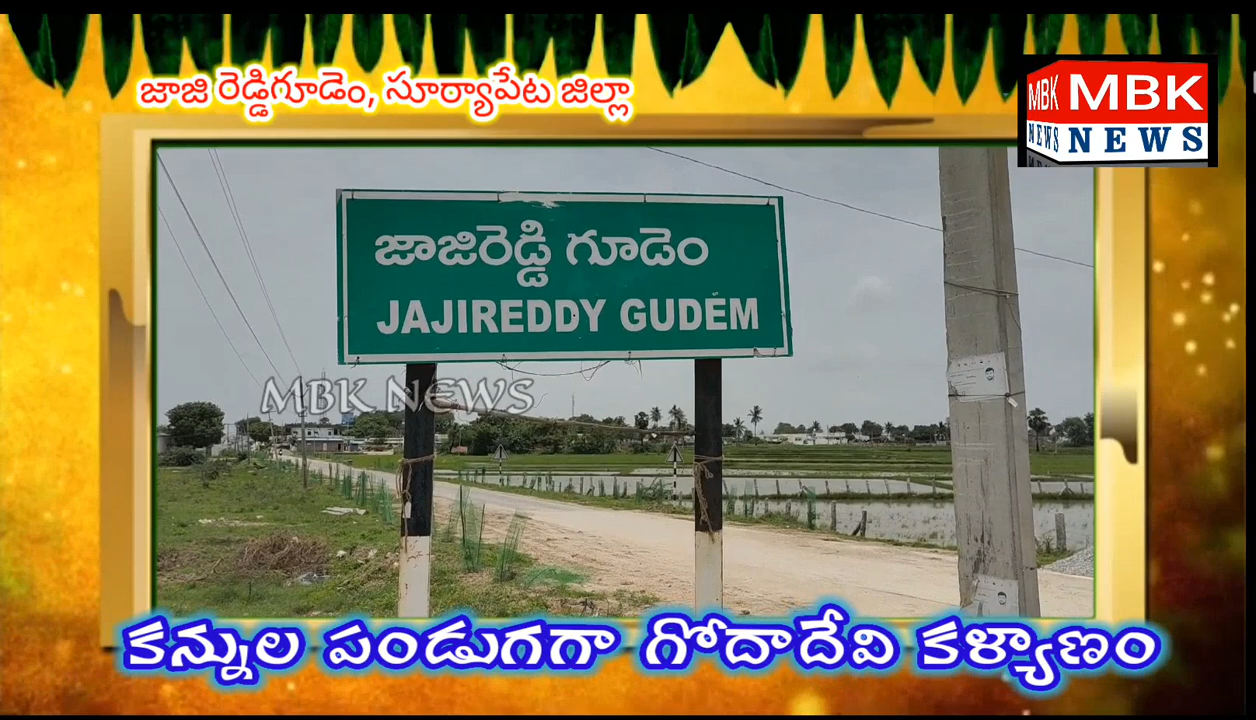 జాజి రెడ్డిగూడెం, సూర్యాపేట జిల్లా
MBK MBK
NEWS NEWS
జాజిరెడ్డి గూడెం
JAJIREDDY GUDEM
MBK NEWS
కన్నుల పండుగగా గోదాదేవి కళ్యాణం